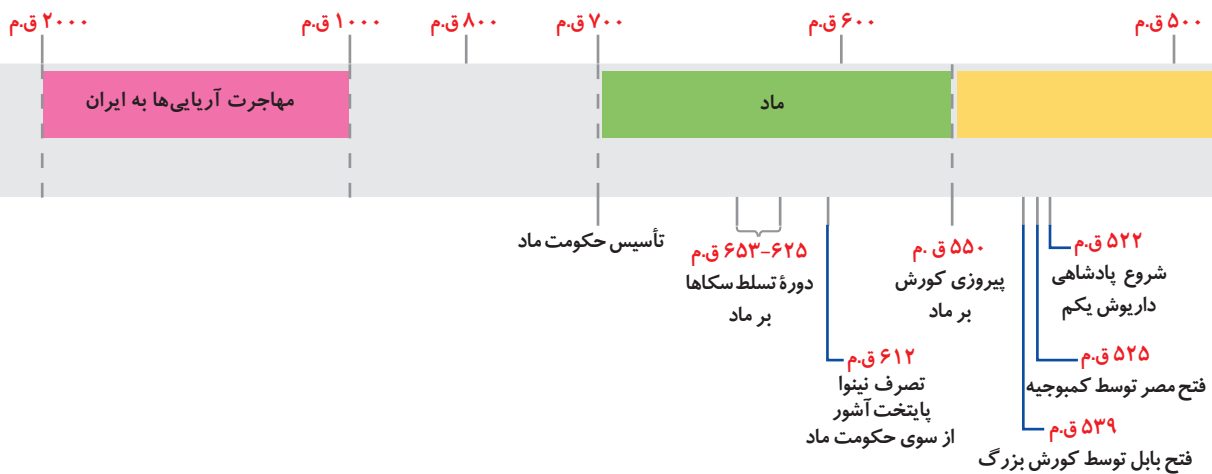 ۲۰۰۰ ق.م
۱۰۰۰ ق.م
۸۰۰ ق.م
۷۰۰ ق.م
۶۰۰ ق.م
۵۰۰ ق.م
مهاجرت آریایی‌ها به ایران
ماد
تأسیس حکومت ماد
۶۲۵–۶۵۳ ق.م
دورهٔ تسلط سکاها
بر ماد
۶۱۲ ق.م
تصرف نینوا
پایتخت آشور
از سوی حکومت ماد
۵۵۰ ق .م
پیروزی کورش
بر ماد
۵۲۲ ق.م
شروع پادشاهی
داریوش یکم
۵۲۵ ق.م
فتح مصر توسط کمبوجیه
۵۳۹ ق.م
فتح بابل توسط کورش بزرگ